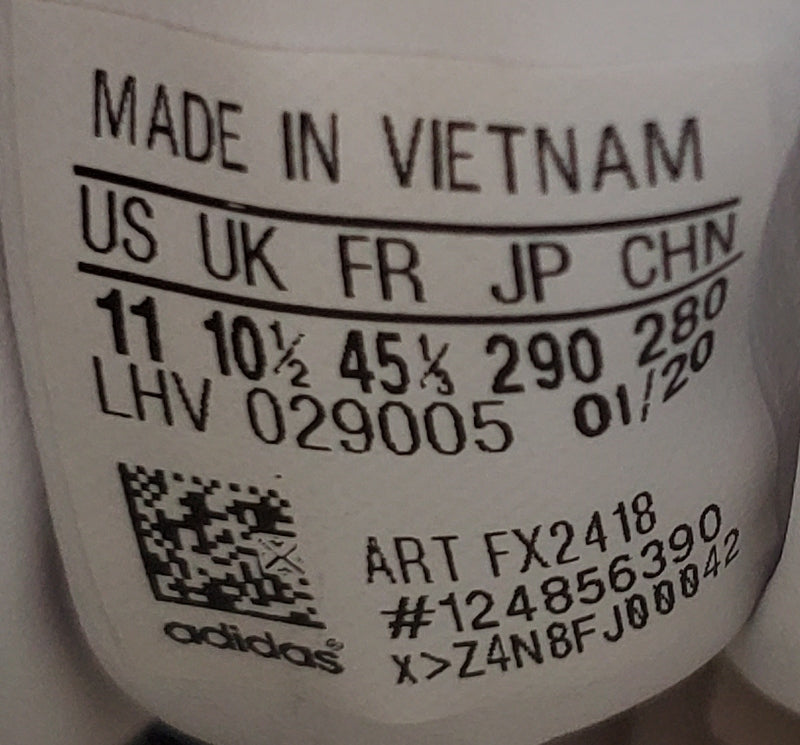 MADE IN VIETNAM
US UK FR JP CHN
11 10½ 45⅓ 290 280
LHV 029005 01/20
ART FX2418
#124856390
X>Z4N8FJ00042
adidas®